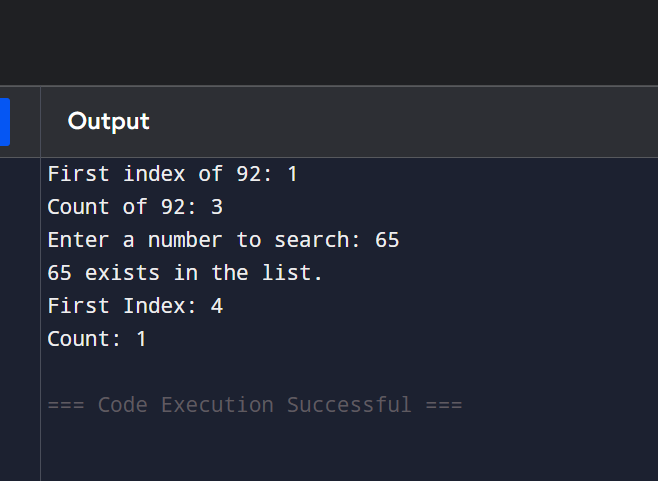 Output
First index of 92: 1
Count of 92: 3
Enter a number to search: 65
65 exists in the list.
First Index: 4
Count: 1
=== Code Execution Successful ===